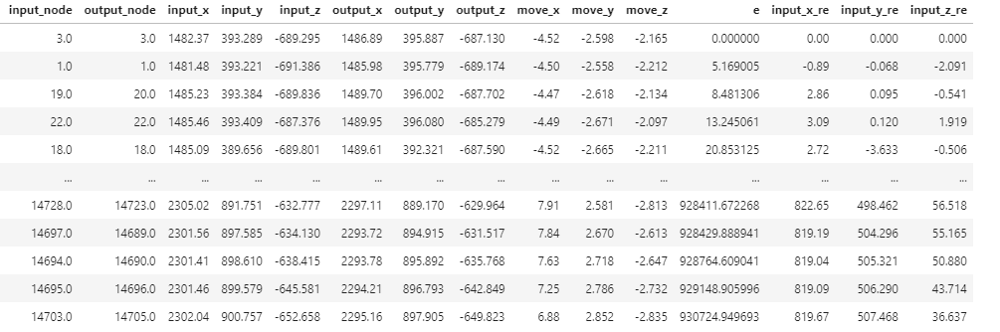 input_node output_node input_x input_y input_z output_x output_y output_z move_x move_y move_z e input_x_re input_y_re input_z_re
3.0 3.0 1482.37 393.289 -689.295 1486.89 395.887 -687.130 -4.52 -2.598 -2.165 0.000000 0.00 0.000 0.000
1.0 1.0 1481.48 393.221 -691.386 1485.98 395.779 -689.174 -4.50 -2.558 -2.212 5.169005 -0.89 -0.068 -2.091
19.0 20.0 1485.23 393.384 -689.836 1489.70 396.002 -687.702 -4.47 -2.618 -2.134 8.481306 2.86 0.095 -0.541
22.0 22.0 1485.46 393.409 -687.376 1489.95 396.080 -685.279 -4.49 -2.671 -2.097 13.245061 3.09 0.120 1.919
18.0 18.0 1485.09 389.656 -689.801 1489.61 392.321 -687.590 -4.52 -2.665 -2.211 20.853125 2.72 -3.633 -0.506
... ... ... ... ... ... ... ... ... ... ... ... ... ... ...
14728.0 14723.0 2305.02 891.751 -632.777 2297.11 889.170 -629.964 7.91 2.581 -2.813 928411.672268 822.65 498.462 56.518
14697.0 14689.0 2301.56 897.585 -634.130 2293.72 894.915 -631.517 7.84 2.670 -2.613 928429.888941 819.19 504.296 55.165
14694.0 14690.0 2301.41 898.610 -638.415 2293.78 895.892 -635.768 7.63 2.718 -2.647 928764.609041 819.04 505.321 50.880
14695.0 14696.0 2301.46 899.579 -645.581 2294.21 896.793 -642.849 7.25 2.786 -2.732 929148.905996 819.09 506.290 43.714
14703.0 14705.0 2302.04 900.757 -652.658 2295.16 897.905 -649.823 6.88 2.852 -2.835 930724.949693 819.67 507.468 36.637